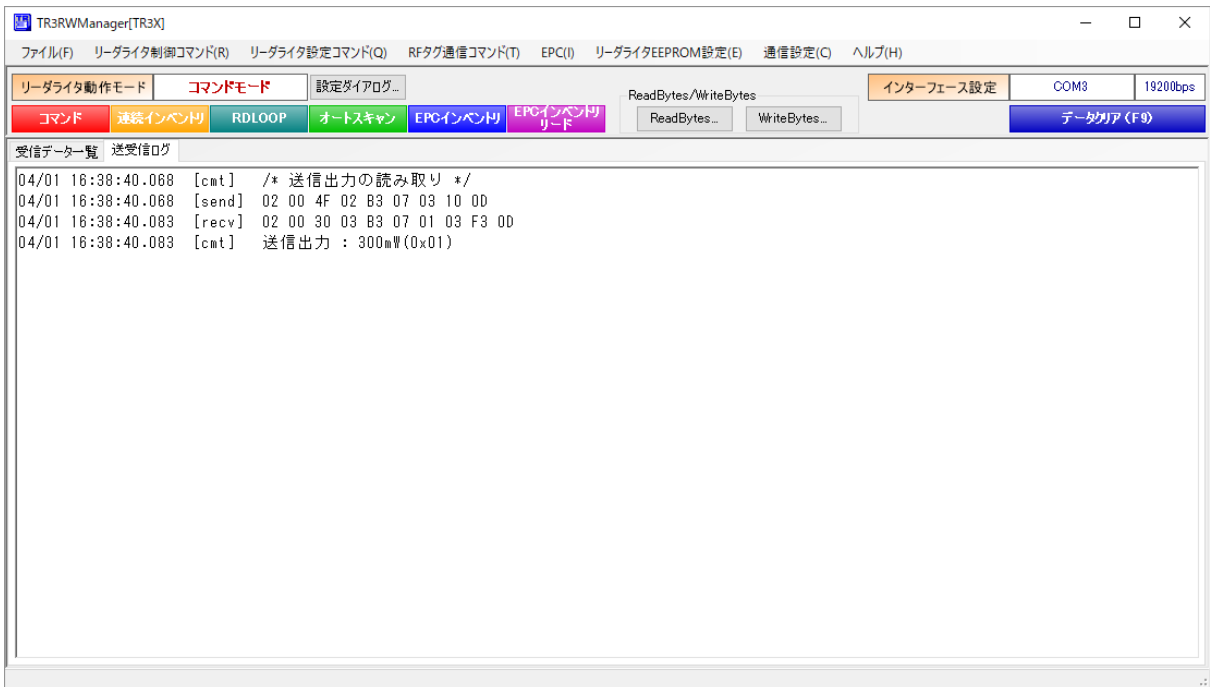 TR3RWManager[TR3X]
ファイル(F) リーダライタ制御コマンド(R) リーダライタ設定コマンド(Q) RFタグ通信コマンド(T) EPC(I) リーダライタEEPROM設定(E) 通信設定(C) ヘルプ(H)
リーダライタ動作モード コマンドモード 設定ダイアログ... インターフェース設定 COM3 19200bps
ReadBytes/WriteBytes
コマンド 連続インベントリ RDLOOP オートスキャン EPCインベントリ EPCインベントリリード ReadBytes... WriteBytes... データクリア(F9)
受信データ一覧 送受信ログ
04/01 16:38:40.068 [cmt] /* 送信出力の読み取り */
04/01 16:38:40.068 [send] 02 00 4F 02 B3 07 03 10 0D
04/01 16:38:40.083 [recv] 02 00 30 03 B3 07 01 03 F3 0D
04/01 16:38:40.083 [cmt] 送信出力 : 300mW(0x01)